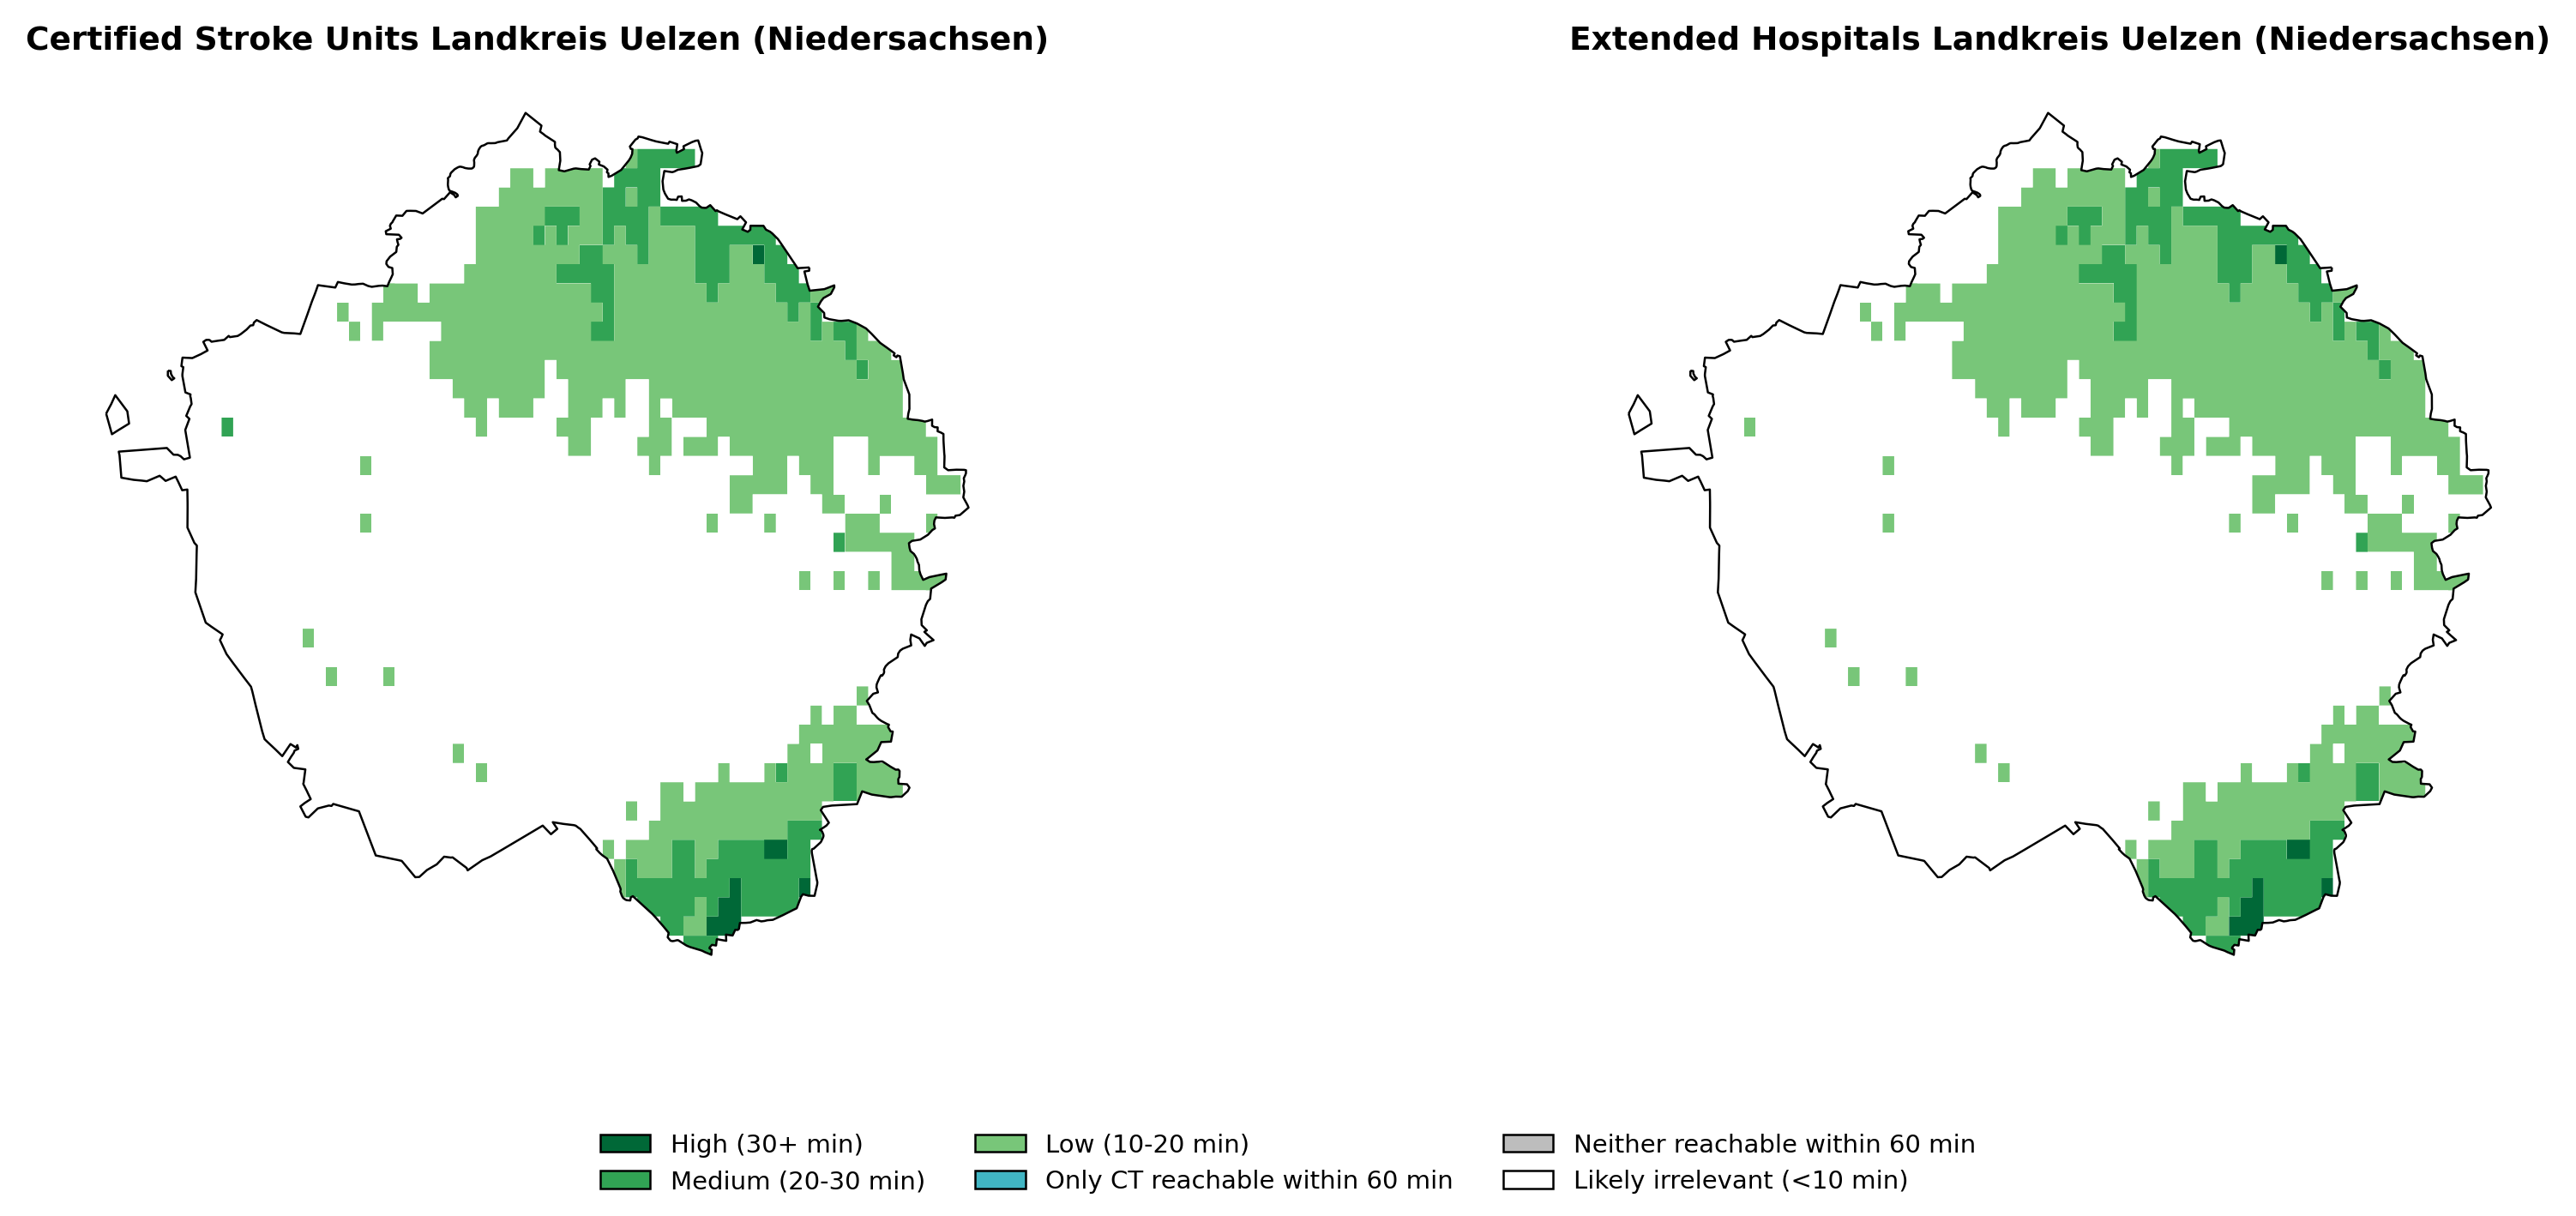 Certified Stroke Units Landkreis Uelzen (Niedersachsen)
Extended Hospitals Landkreis Uelzen (Niedersachsen)
High (30+ min)
Medium (20-30 min)
Low (10-20 min)
Only CT reachable within 60 min
Neither reachable within 60 min
Likely irrelevant (<10 min)